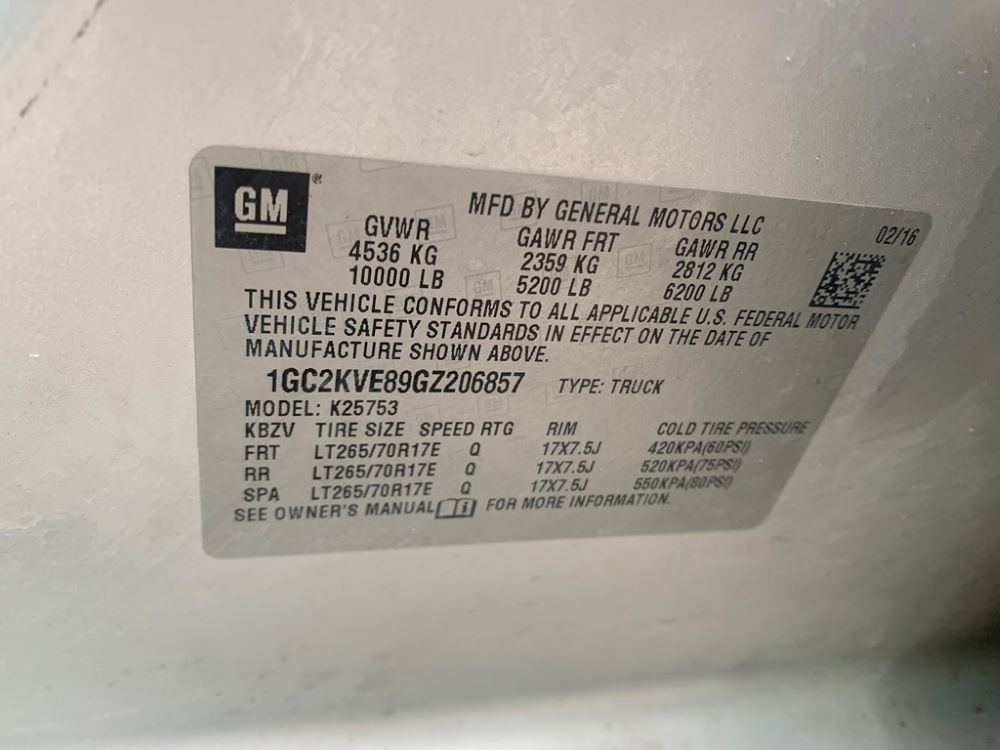 GM ®
MFD BY GENERAL MOTORS LLC
02/16
GVWR GAWR FRT GAWR RR
4536 KG 2359 KG 2812 KG
10000 LB 5200 LB 6200 LB
THIS VEHICLE CONFORMS TO ALL APPLICABLE U.S. FEDERAL MOTOR
VEHICLE SAFETY STANDARDS IN EFFECT ON THE DATE OF
MANUFACTURE SHOWN ABOVE.
1GC2KVE89GZ206857 TYPE: TRUCK
MODEL: K25753
KBZV TIRE SIZE SPEED RTG RIM COLD TIRE PRESSURE
FRT LT265/70R17E Q 17X7.5J 420KPA(60PSI)
RR LT265/70R17E Q 17X7.5J 520KPA(75PSI)
SPA LT265/70R17E Q 17X7.5J 550KPA(80PSI)
SEE OWNER'S MANUAL FOR MORE INFORMATION.